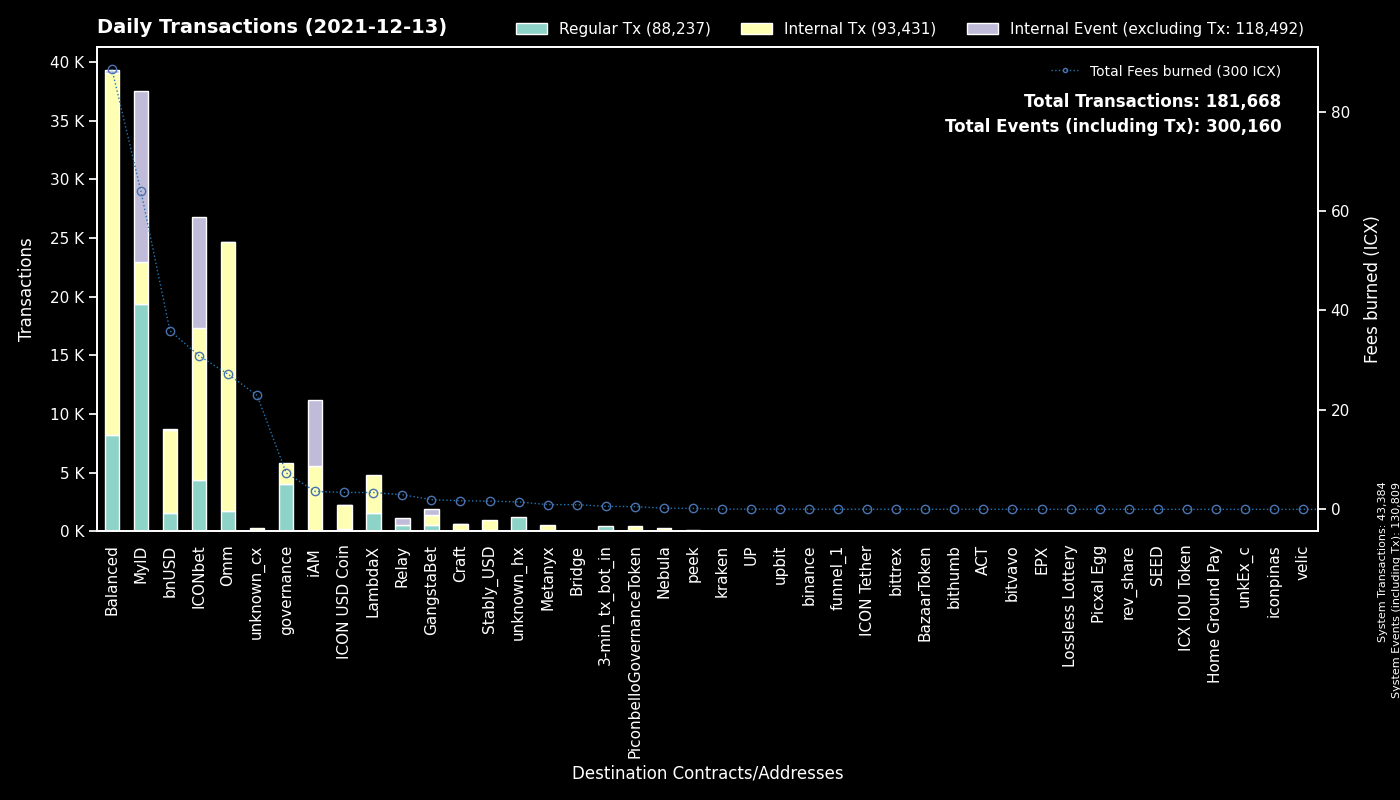 Daily Transactions (2021-12-13)
Regular Tx (88,237)
Internal Tx (93,431)
Internal Event (excluding Tx: 118,492)
Total Fees burned (300 ICX)
Total Transactions: 181,668
Total Events (including Tx): 300,160
Transactions
40 K
35 K
30 K
25 K
20 K
15 K
10 K
5 K
0 K
80
60
40
20
0
Fees burned (ICX)
Balanced
MyID
bnUSD
ICONbet
Omm
unknown_cx
governance
iAM
ICON USD Coin
LambdaX
Relay
GangstaBet
Craft
Stably_USD
unknown_hx
Metanyx
Bridge
3-min_tx_bot_in
PiconbelloGovernanceToken
Nebula
peek
kraken
UP
upbit
binance
funnel_1
ICON Tether
bittrex
BazaarToken
bithumb
ACT
bitvavo
EPX
Lossless Lottery
Picxal Egg
rev_share
SEED
ICX IOU Token
Home Ground Pay
unkEx_c
iconpinas
velic
Destination Contracts/Addresses
System Transactions: 43,384
System Events (including Tx): 130,809